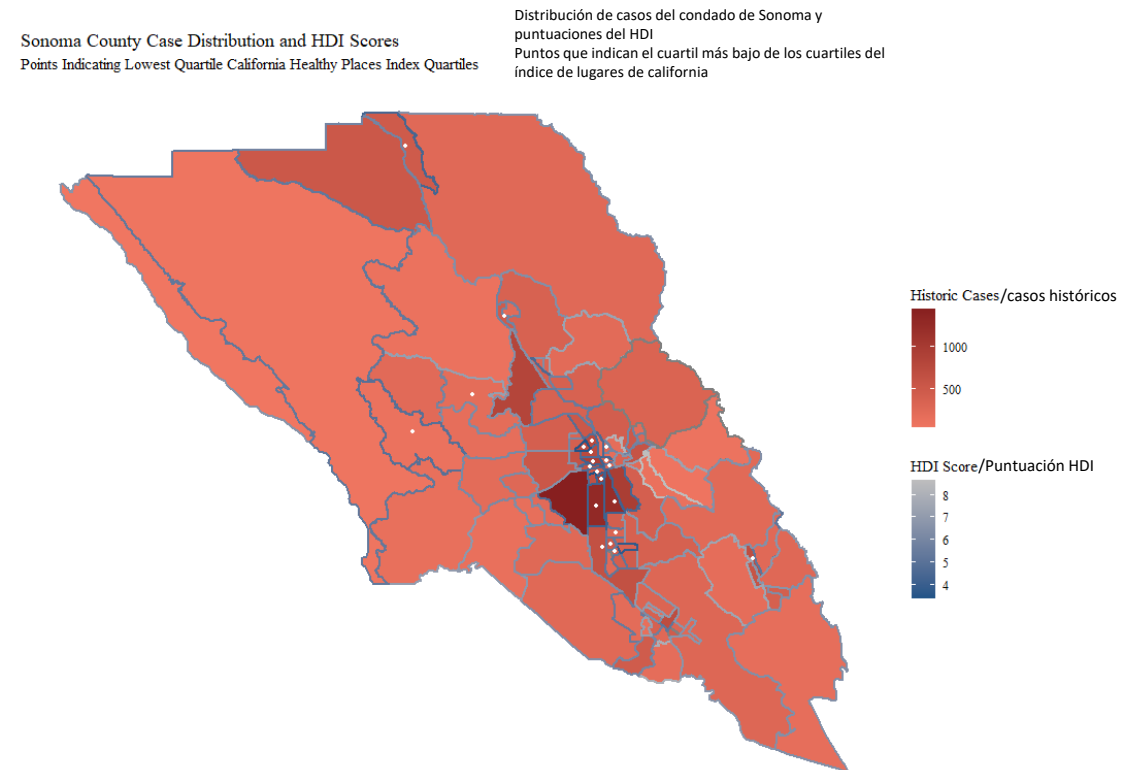 Sonoma County Case Distribution and HDI Scores
Points Indicating Lowest Quartile California Healthy Places Index Quartiles
Distribución de casos del condado de Sonoma y
puntuaciones del HDI
Puntos que indican el cuartil más bajo de los cuartiles del
índice de lugares de california
Historic Cases/casos históricos
1000
500
HDI Score/Puntuación HDI
8
7
6
5
4